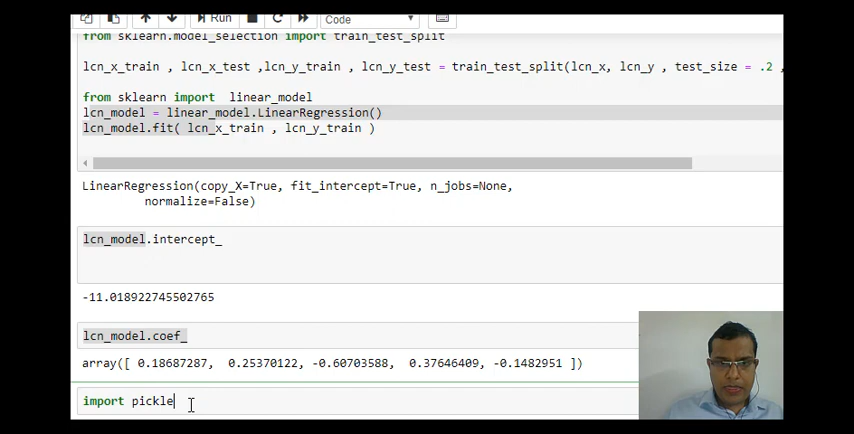 Run
Code
from sklearn.model_selection import train_test_split
lcn_x_train , lcn_x_test ,lcn_y_train , lcn_y_test = train_test_split(lcn_x, lcn_y , test_size = .2 ,
from sklearn import  linear_model
lcn_model = linear_model.LinearRegression()
lcn_model.fit( lcn_x_train , lcn_y_train )
LinearRegression(copy_X=True, fit_intercept=True, n_jobs=None,
normalize=False)
lcn_model.intercept_
-11.018922745502765
lcn_model.coef_
array([ 0.18687287,  0.25370122, -0.60703588,  0.37646409, -0.1482951 ])
import pickle